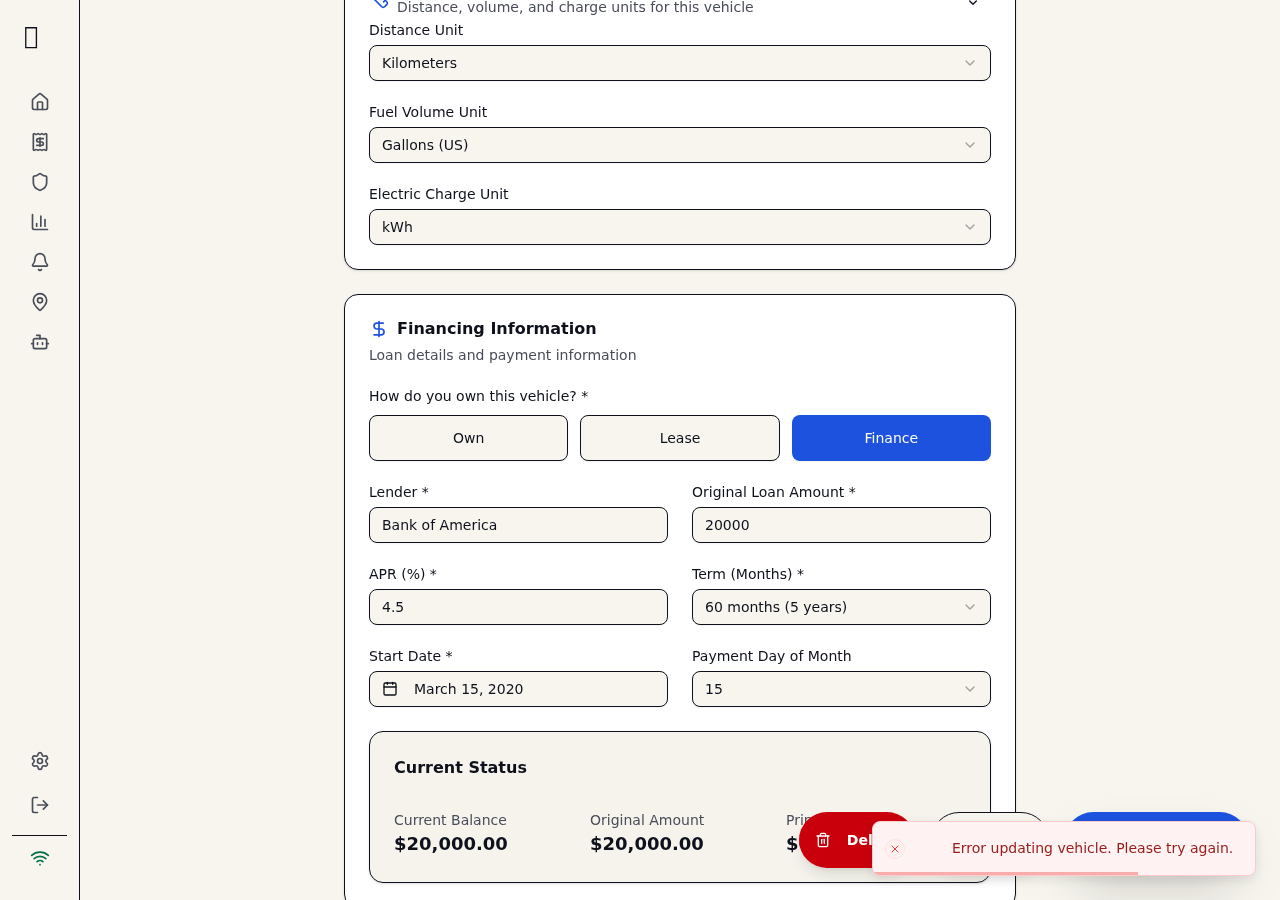 Distance, volume, and charge units for this vehicle
Distance Unit
Kilometers
Fuel Volume Unit
Gallons (US)
Electric Charge Unit
kWh
Financing Information
Loan details and payment information
How do you own this vehicle? *
Own
Lease
Finance
Lender *
Original Loan Amount *
Bank of America
20000
APR (%) *
Term (Months) *
4.5
60 months (5 years)
Start Date *
Payment Day of Month
March 15, 2020
15
Current Status
Current Balance
Original Amount
$20,000.00
$20,000.00
Error updating vehicle. Please try again.